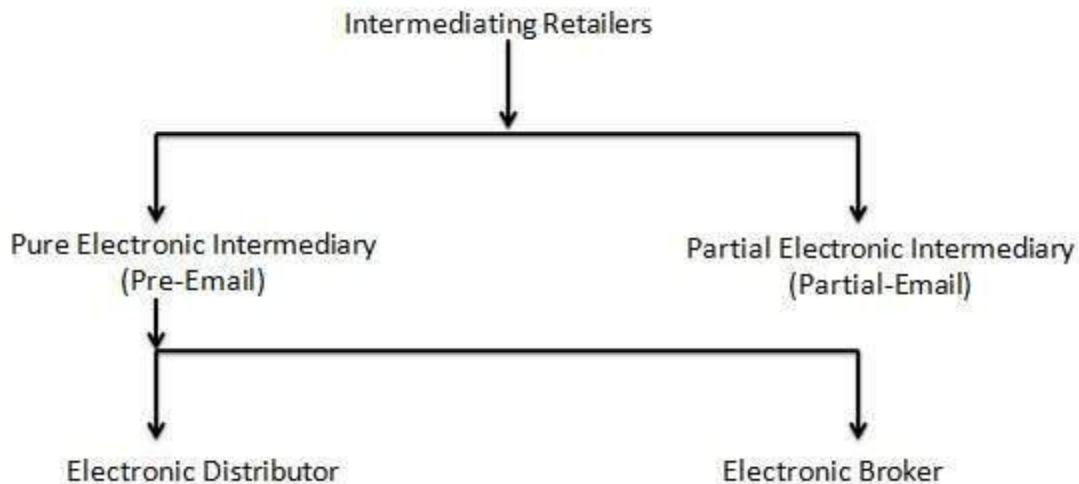 Intermediating Retailers
Pure Electronic Intermediary
(Pre-Email)
Partial Electronic Intermediary
(Partial-Email)
Electronic Distributor
Electronic Broker